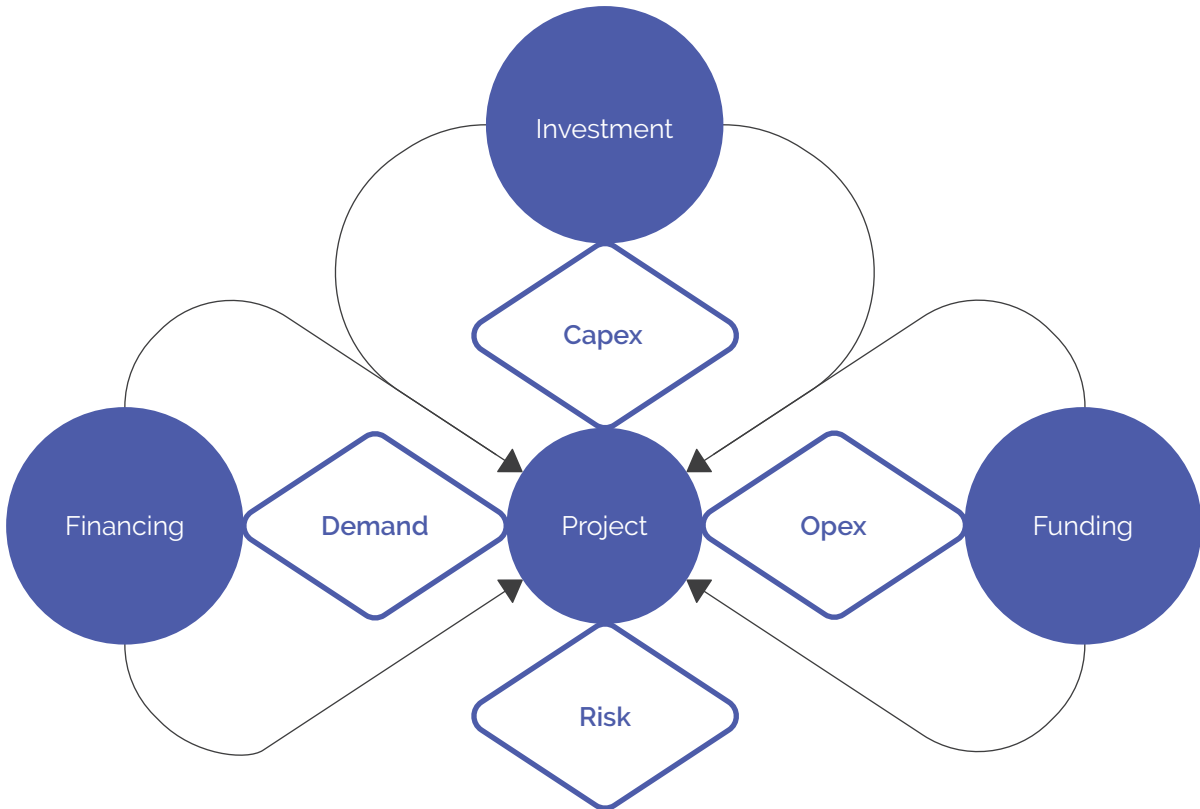 Investment
Capex
Financing
Demand
Project
Opex
Funding
Risk